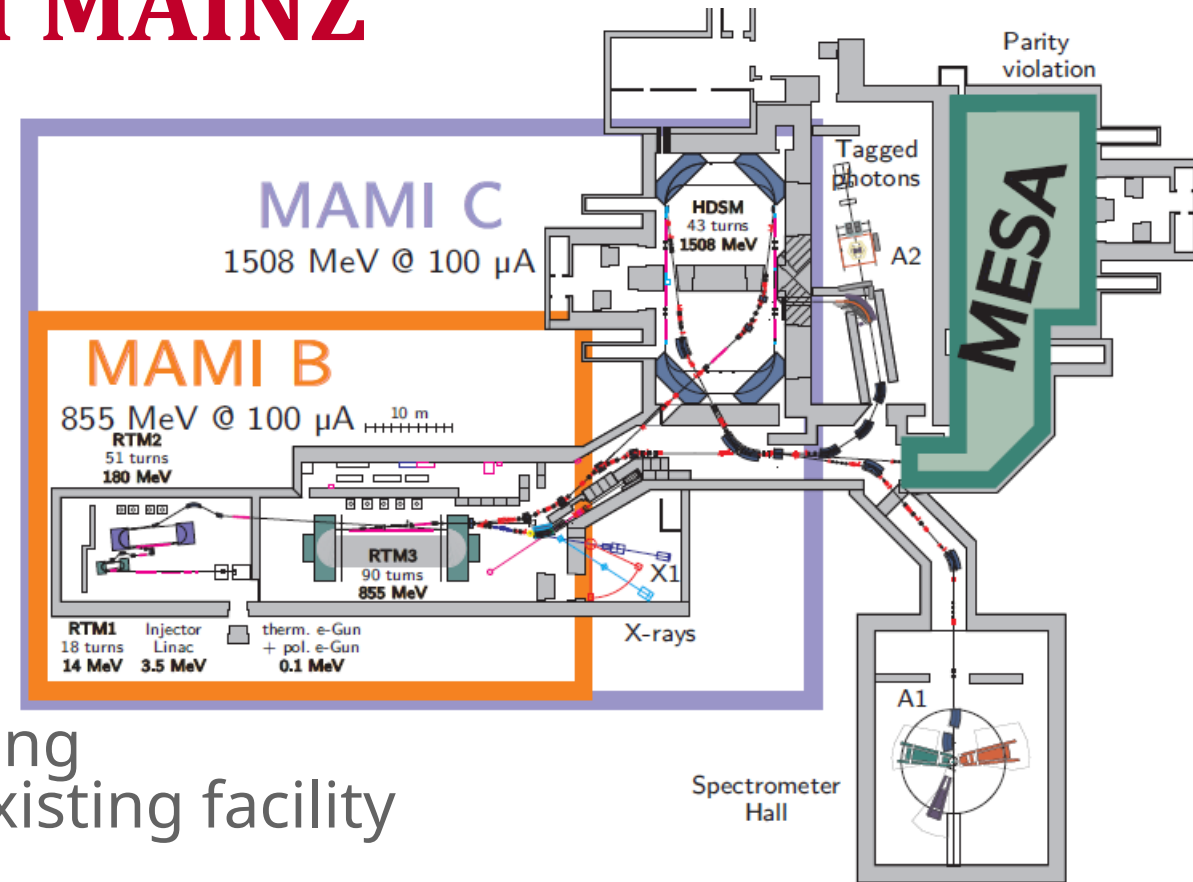 MAINZ
Parity
violation
MAMI C
1508 MeV @ 100 μA
HDSM
43 turns
1508 MeV
Tagged
photons
A2
MESA
MAMI B
855 MeV @ 100 μA
10 m
RTM2
51 turns
180 MeV
RTM3
90 turns
855 MeV
X1
X-rays
RTM1
18 turns
14 MeV
Injector
Linac
3.5 MeV
therm. e-Gun
+ pol. e-Gun
0.1 MeV
A1
Spectrometer
Hall
ng
xisting facility